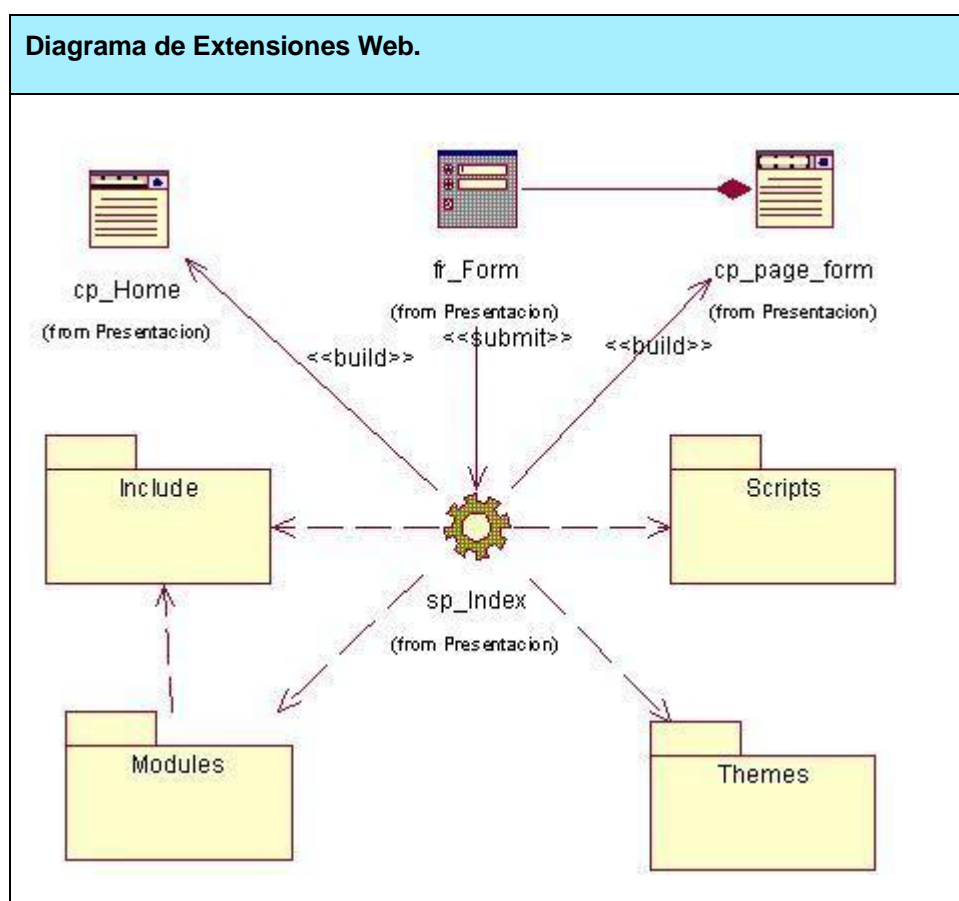 Diagrama de Extensiones Web.
cp_Home
(from Presentacion)
fr_Form
(from Presentacion)
cp_page_form
(from Presentacion)
<<build>>
<<submit>>
<<build>>
Include
Scripts
sp_Index
(from Presentacion)
Modules
Themes